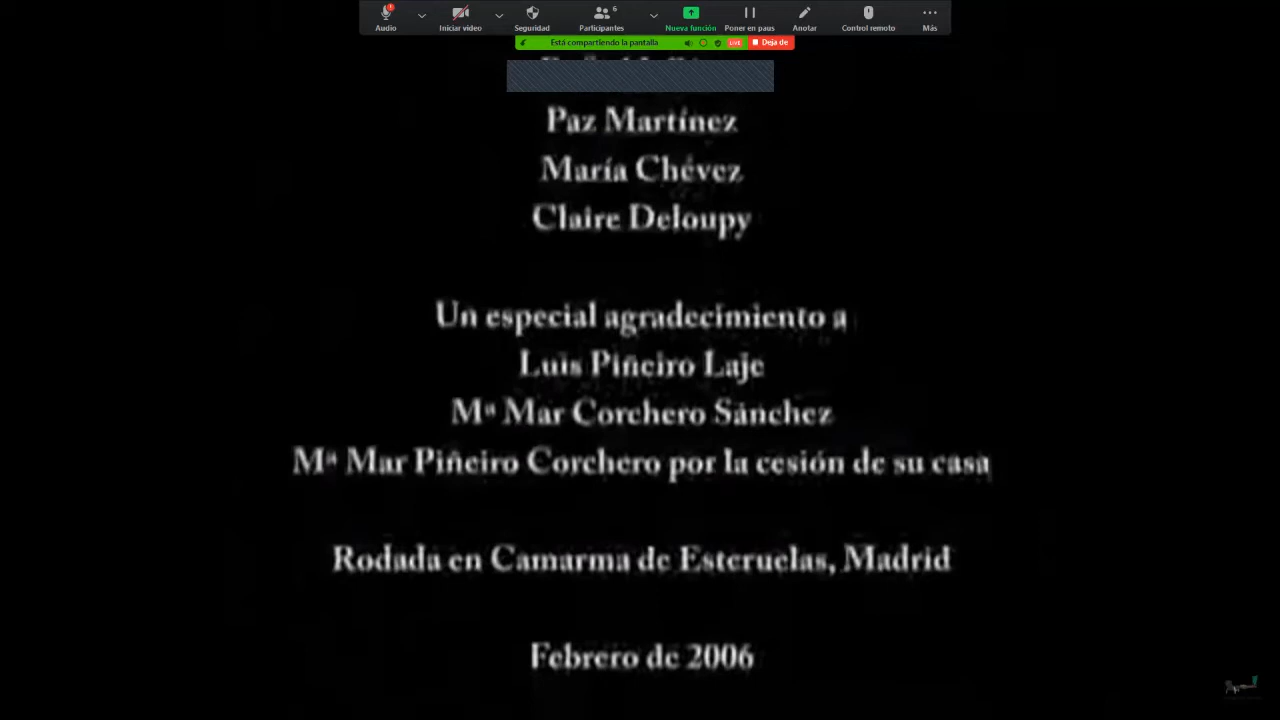 6
Audio
Iniciar video
Seguridad
Participantes
Nueva función
Poner en paus
Anotar
Control remoto
Más
Está compartiendo la pantalla
LIVE
Deja de
Paz Martínez
María Chévez
Claire Deloupy
Un especial agradecimiento a
Luis Piñeiro Laje
Mª Mar Corchero Sánchez
Mª Mar Piñeiro Corchero por la cesión de su casa
Rodada en Camarma de Esteruelas, Madrid
Febrero de 2006